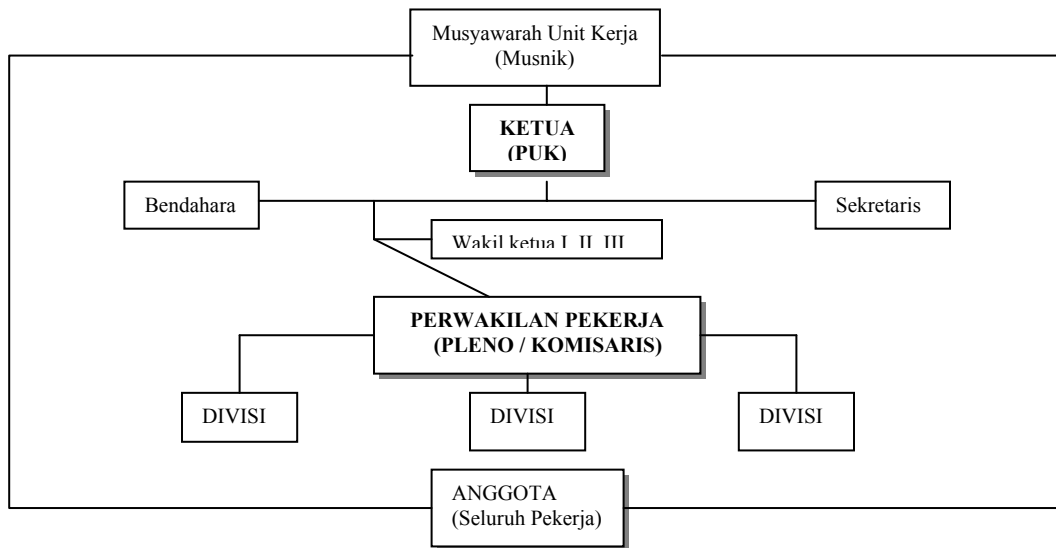 Musyawarah Unit Kerja
(Musnik)
KETUA
(PUK)
Bendahara
Sekretaris
Wakil ketua I, II, III
PERWAKILAN PEKERJA
(PLENO / KOMISARIS)
DIVISI
DIVISI
DIVISI
ANGGOTA
(Seluruh Pekerja)